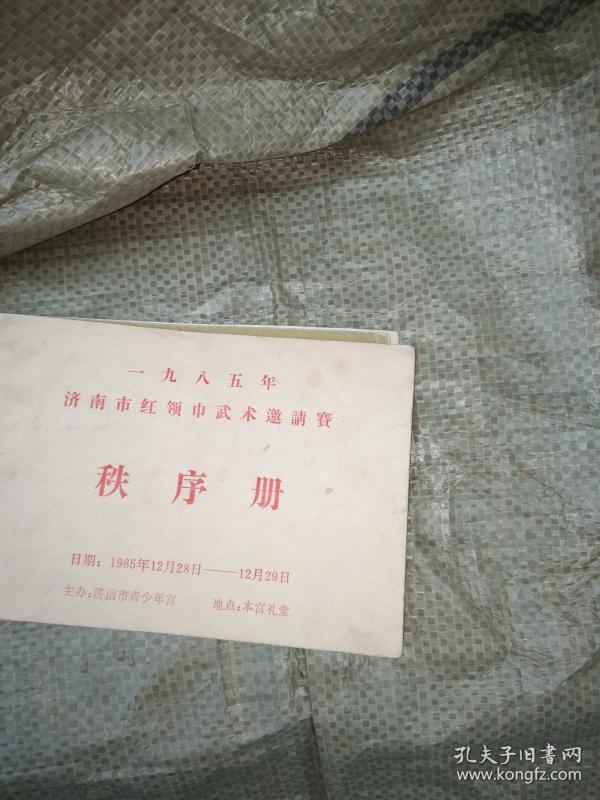 一九八五年
济南市红领巾武术邀請賽
秩序册
日期：1985年12月28日——12月29日
主办：济南市青少年宫 地点：本宫礼堂
孔夫子旧書网
www.kongfz.com